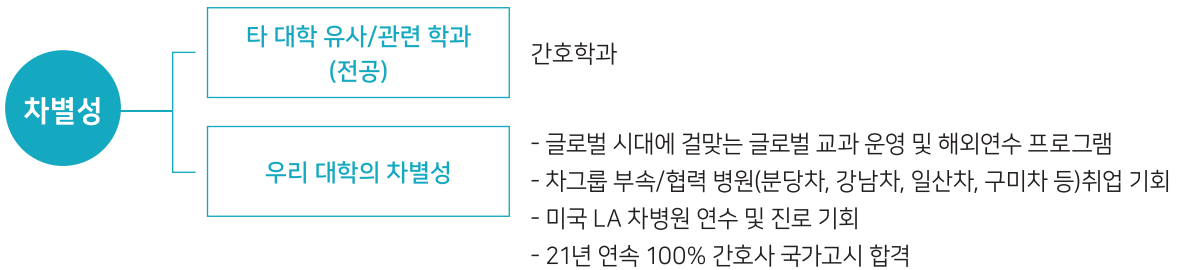 차별성
타 대학 유사/관련 학과
(전공)
간호학과
우리 대학의 차별성
- 글로벌 시대에 걸맞는 글로벌 교과 운영 및 해외연수 프로그램
- 차그룹 부속/협력 병원(분당차, 강남차, 일산차, 구미차 등)취업 기회
- 미국 LA 차병원 연수 및 진로 기회
- 21년 연속 100% 간호사 국가고시 합격